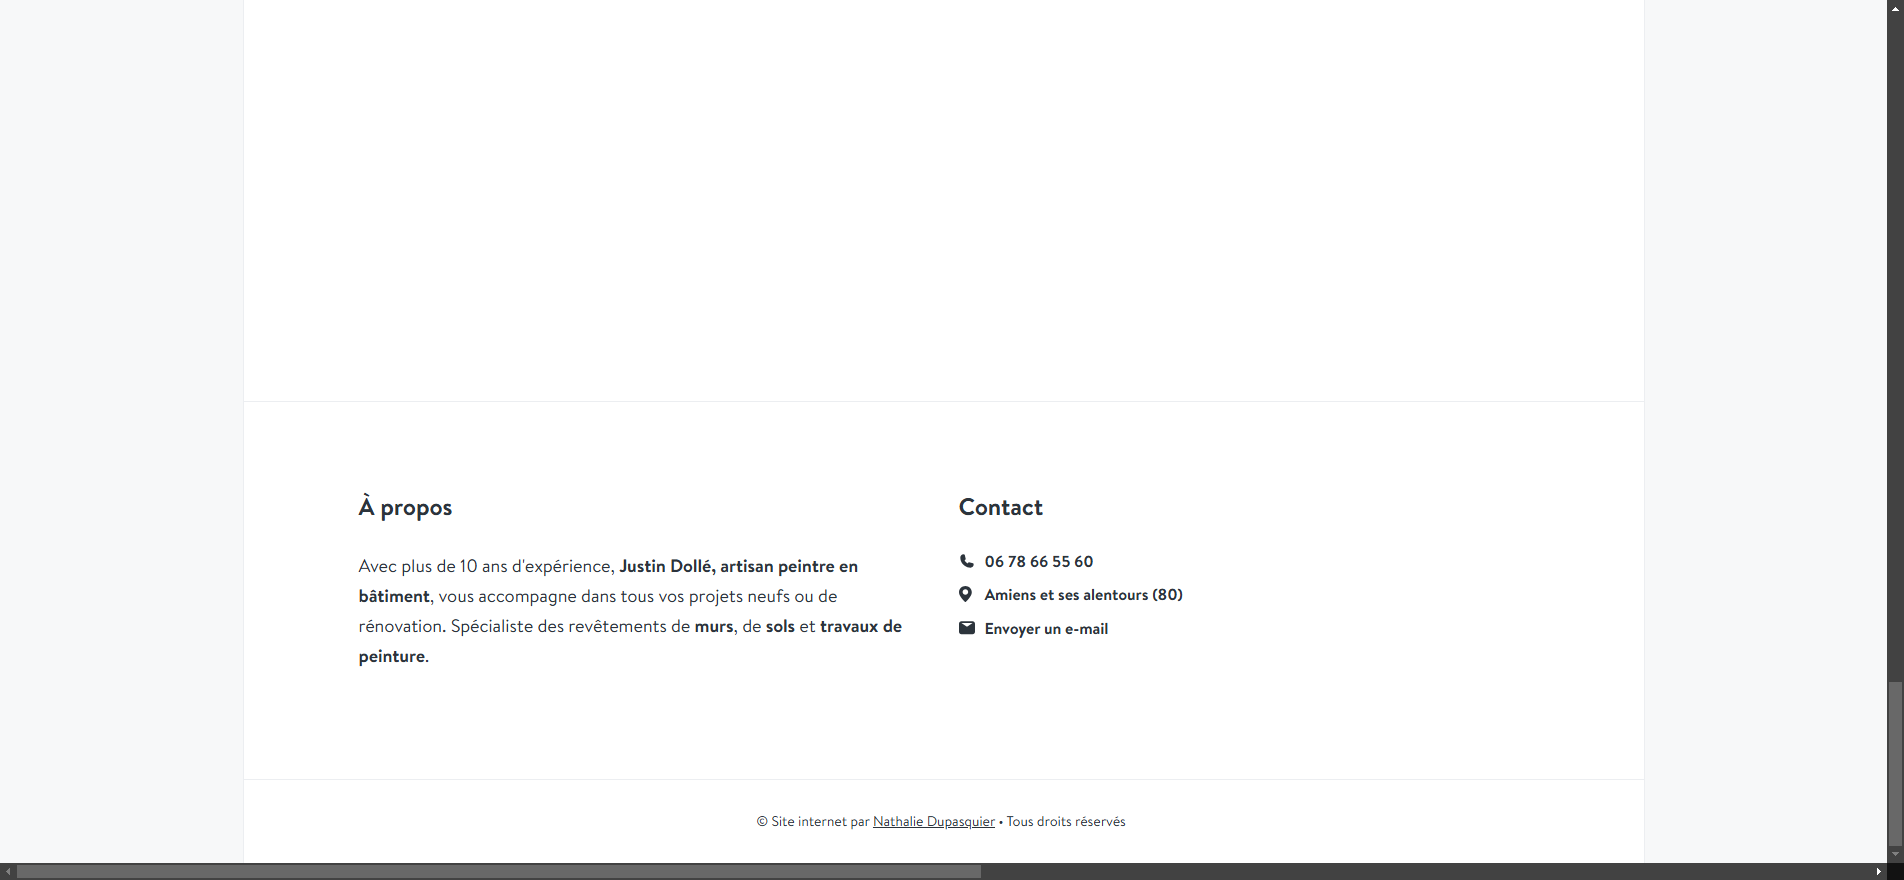 À propos
Avec plus de 10 ans d'expérience, Justin Dollé, artisan peintre en
bâtiment, vous accompagne dans tous vos projets neufs ou de
rénovation. Spécialiste des revêtements de murs, de sols et travaux de
peinture.
Contact
06 78 66 55 60
Amiens et ses alentours (80)
Envoyer un e-mail
© Site internet par Nathalie Dupasquier • Tous droits réservés